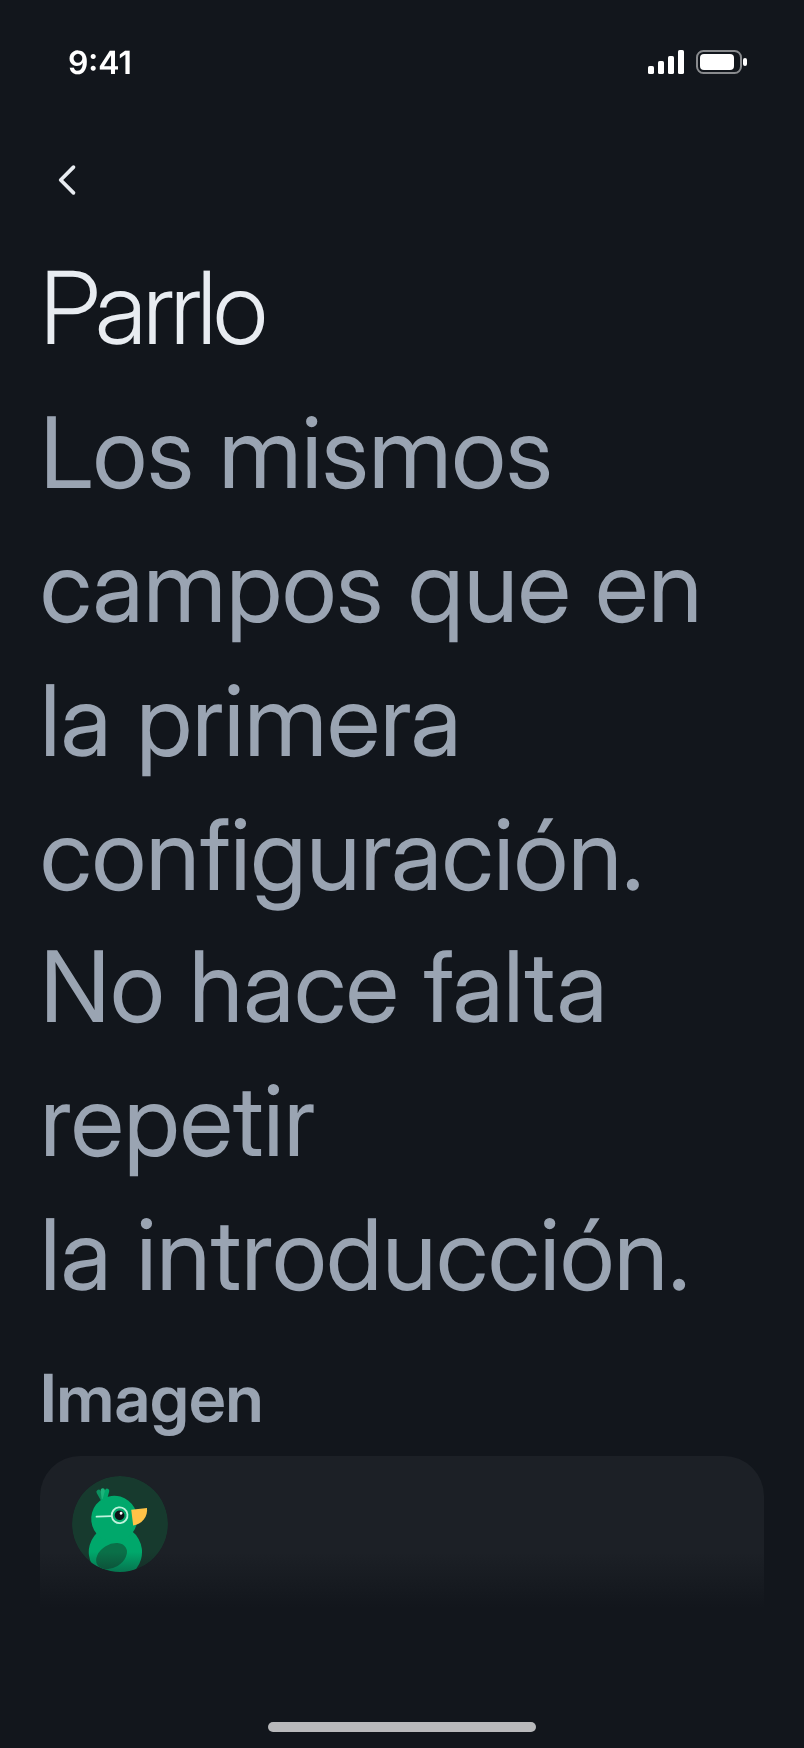 9:41
Parrlo
Los mismos
campos que en
la primera
configuración.
No hace falta
repetir
la introducción.
Imagen